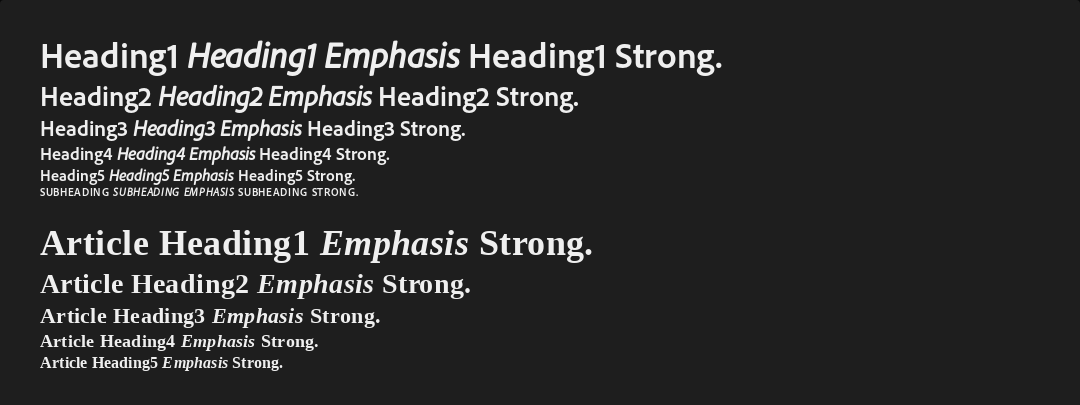 Heading1 Heading1 Emphasis Heading1 Strong.
Heading2 Heading2 Emphasis Heading2 Strong.
Heading3 Heading3 Emphasis Heading3 Strong.
Heading4 Heading4 Emphasis Heading4 Strong.
Heading5 Heading5 Emphasis Heading5 Strong.
SUBHEADING SUBHEADING EMPHASIS SUBHEADING STRONG.
Article Heading1 Emphasis Strong.
Article Heading2 Emphasis Strong.
Article Heading3 Emphasis Strong.
Article Heading4 Emphasis Strong.
Article Heading5 Emphasis Strong.